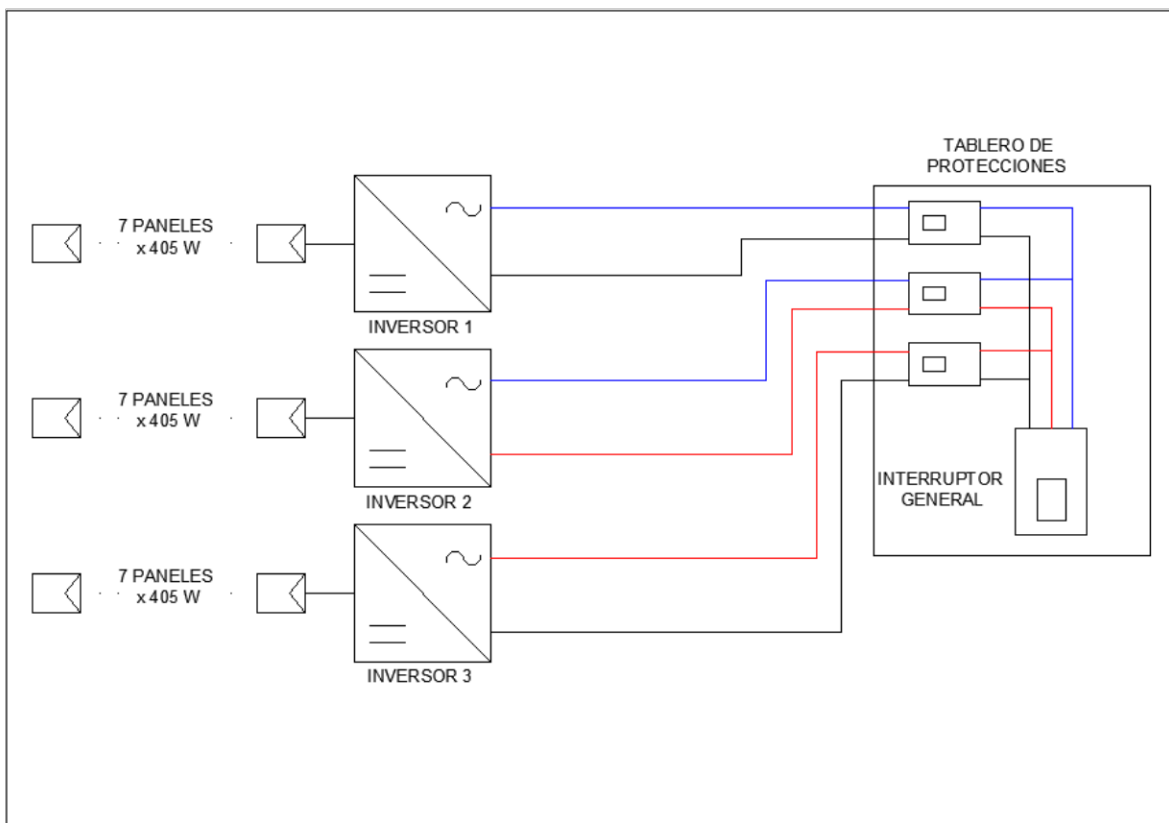 TABLERO DE
PROTECCIONES
7 PANELES
x 405 W
INVERSOR 1
7 PANELES
x 405 W
INVERSOR 2
INTERRUPTOR
GENERAL
7 PANELES
x 405 W
INVERSOR 3